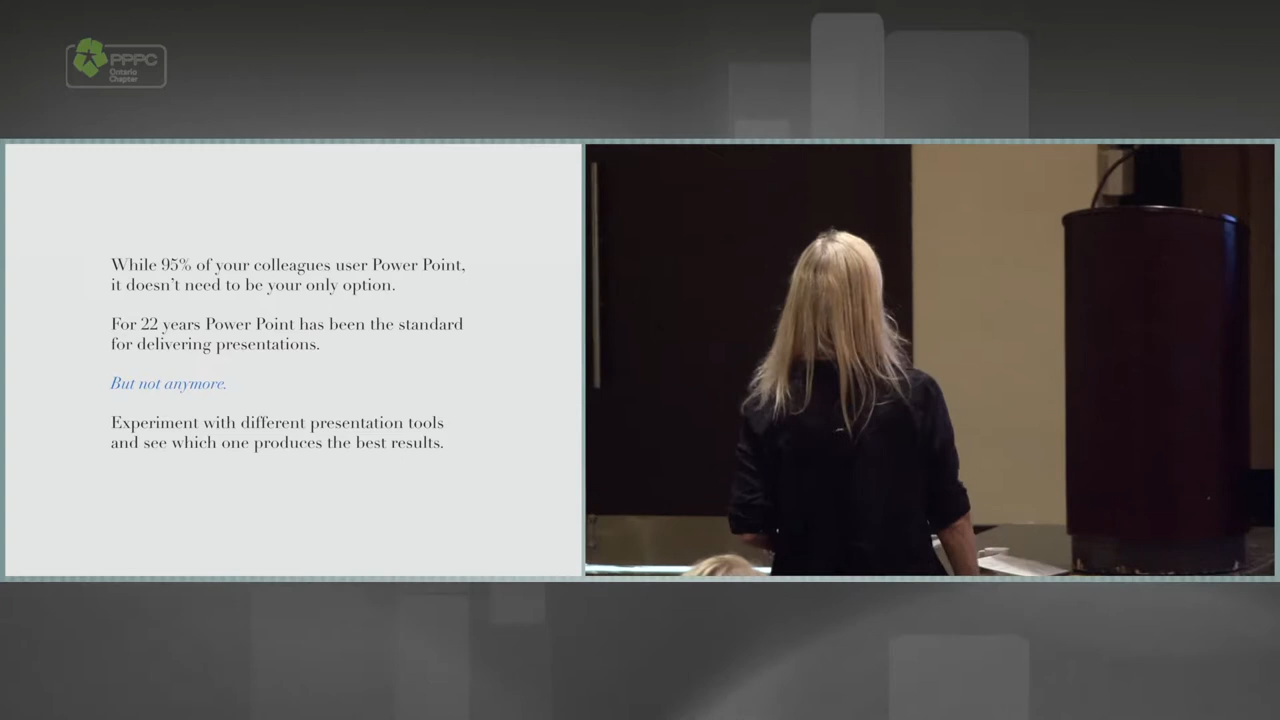 PPPC
Ontario
Chapter
While 95% of your colleagues user Power Point,
it doesn't need to be your only option.
For 22 years Power Point has been the standard
for delivering presentations.
But not anymore.
Experiment with different presentation tools
and see which one produces the best results.